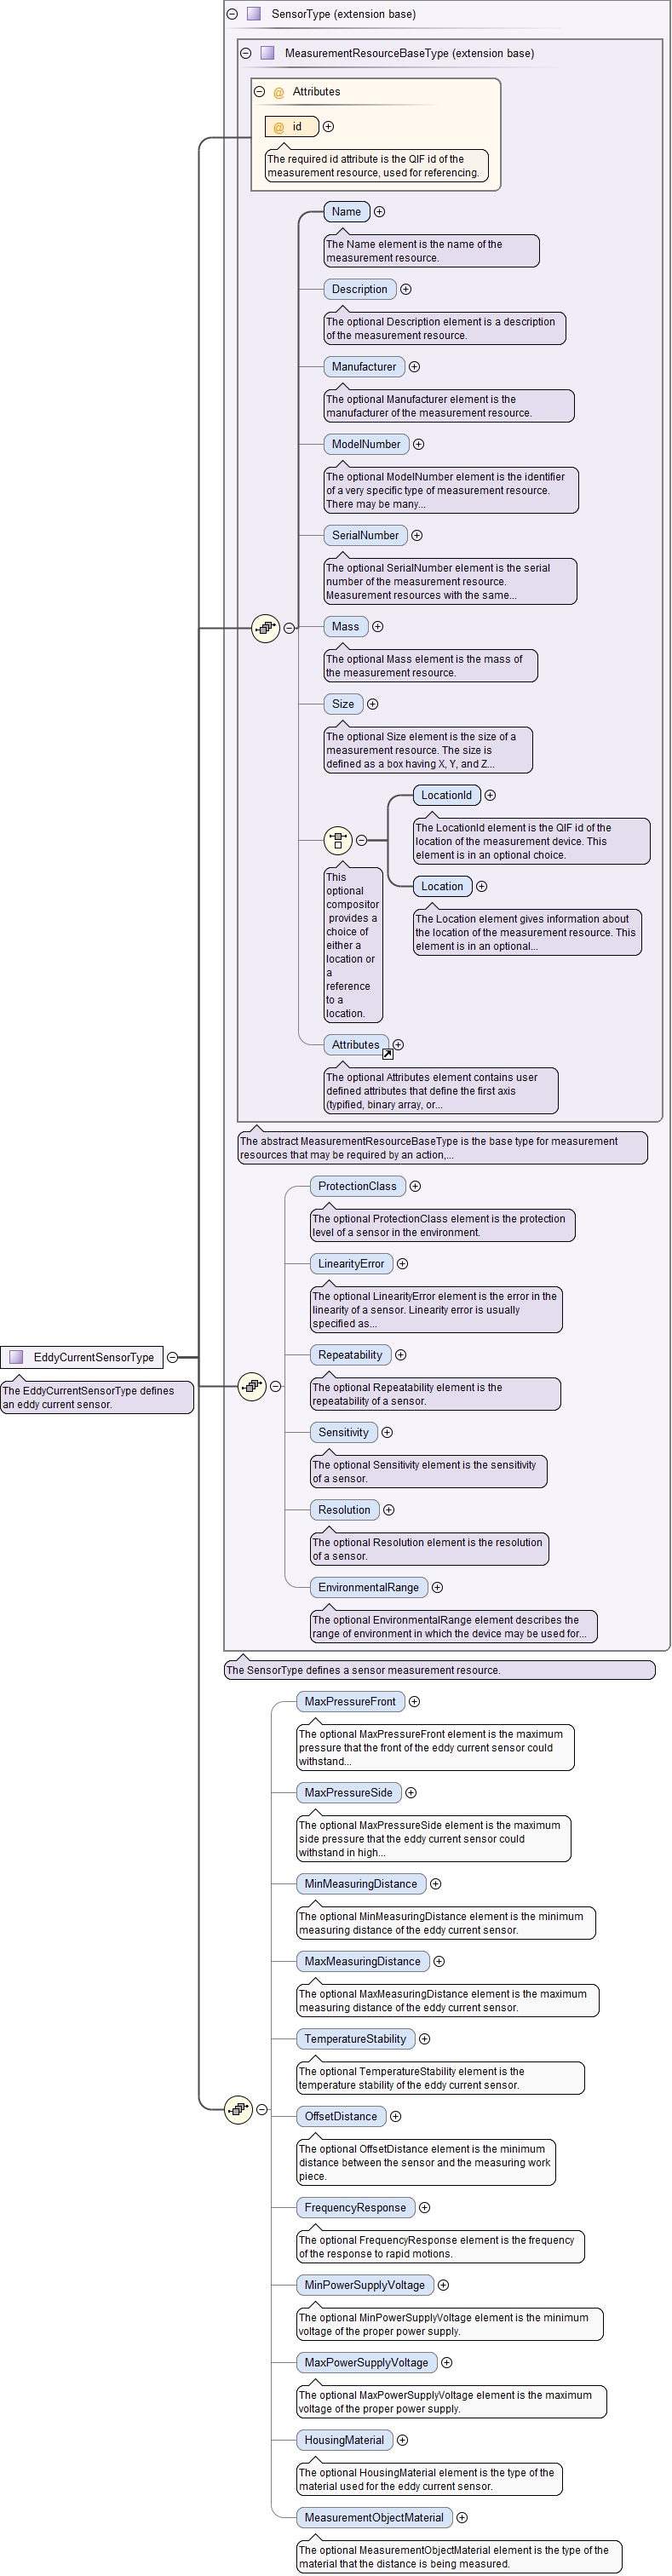 SensorType (extension base)
MeasurementResourceBaseType (extension base)
@ Attributes
@ id
The required id attribute is the QIF id of the
measurement resource, used for referencing.
Name
The Name element is the name of the
measurement resource.
Description
The optional Description element is a description
of the measurement resource.
Manufacturer
The optional Manufacturer element is the
manufacturer of the measurement resource.
ModelNumber
The optional ModelNumber element is the identifier
of a very specific type of measurement resource.
There may be many...
SerialNumber
The optional SerialNumber element is the serial
number of the measurement resource.
Measurement resources with the same...
Mass
The optional Mass element is the mass of
the measurement resource.
Size
The optional Size element is the size of a
measurement resource. The size is
defined as a box having X, Y, and Z...
LocationId
The LocationId element is the QIF id of the
location of the measurement device. This
element is in an optional choice.
Location
The Location element gives information about
the location of the measurement resource. This
element is in an optional...
This
optional
compositor
provides a
choice of
either a
location or
a
reference
to a
location.
Attributes
The optional Attributes element contains user
defined attributes that define the first axis
(typified, binary array, or...
The abstract MeasurementResourceBaseType is the base type for measurement
resources that may be required by an action,...
ProtectionClass
The optional ProtectionClass element is the protection
level of a sensor in the environment.
LinearityError
The optional LinearityError element is the error in the
linearity of a sensor. Linearity error is usually
specified as...
Repeatability
The optional Repeatability element is the
repeatability of a sensor.
Sensitivity
The optional Sensitivity element is the sensitivity
of a sensor.
Resolution
The optional Resolution element is the resolution
of a sensor.
EnvironmentalRange
The optional EnvironmentalRange element describes the
range of environment in which the device may be used for...
EddyCurrentSensorType
The EddyCurrentSensorType defines
an eddy current sensor.
The SensorType defines a sensor measurement resource.
MaxPressureFront
The optional MaxPressureFront element is the maximum
pressure that the front of the eddy current sensor could
withstand...
MaxPressureSide
The optional MaxPressureSide element is the maximum
side pressure that the eddy current sensor could
withstand in high...
MinMeasuringDistance
The optional MinMeasuringDistance element is the minimum
measuring distance of the eddy current sensor.
MaxMeasuringDistance
The optional MaxMeasuringDistance element is the maximum
measuring distance of the eddy current sensor.
TemperatureStability
The optional TemperatureStability element is the
temperature stability of the eddy current sensor.
OffsetDistance
The optional OffsetDistance element is the minimum
distance between the sensor and the measuring work
piece.
FrequencyResponse
The optional FrequencyResponse element is the frequency
of the response to rapid motions.
MinPowerSupplyVoltage
The optional MinPowerSupplyVoltage element is the minimum
voltage of the proper power supply.
MaxPowerSupplyVoltage
The optional MaxPowerSupplyVoltage element is the maximum
voltage of the proper power supply.
HousingMaterial
The optional HousingMaterial element is the type of the
material used for the eddy current sensor.
MeasurementObjectMaterial
The optional MeasurementObjectMaterial element is the type of the
material that the distance is being measured.